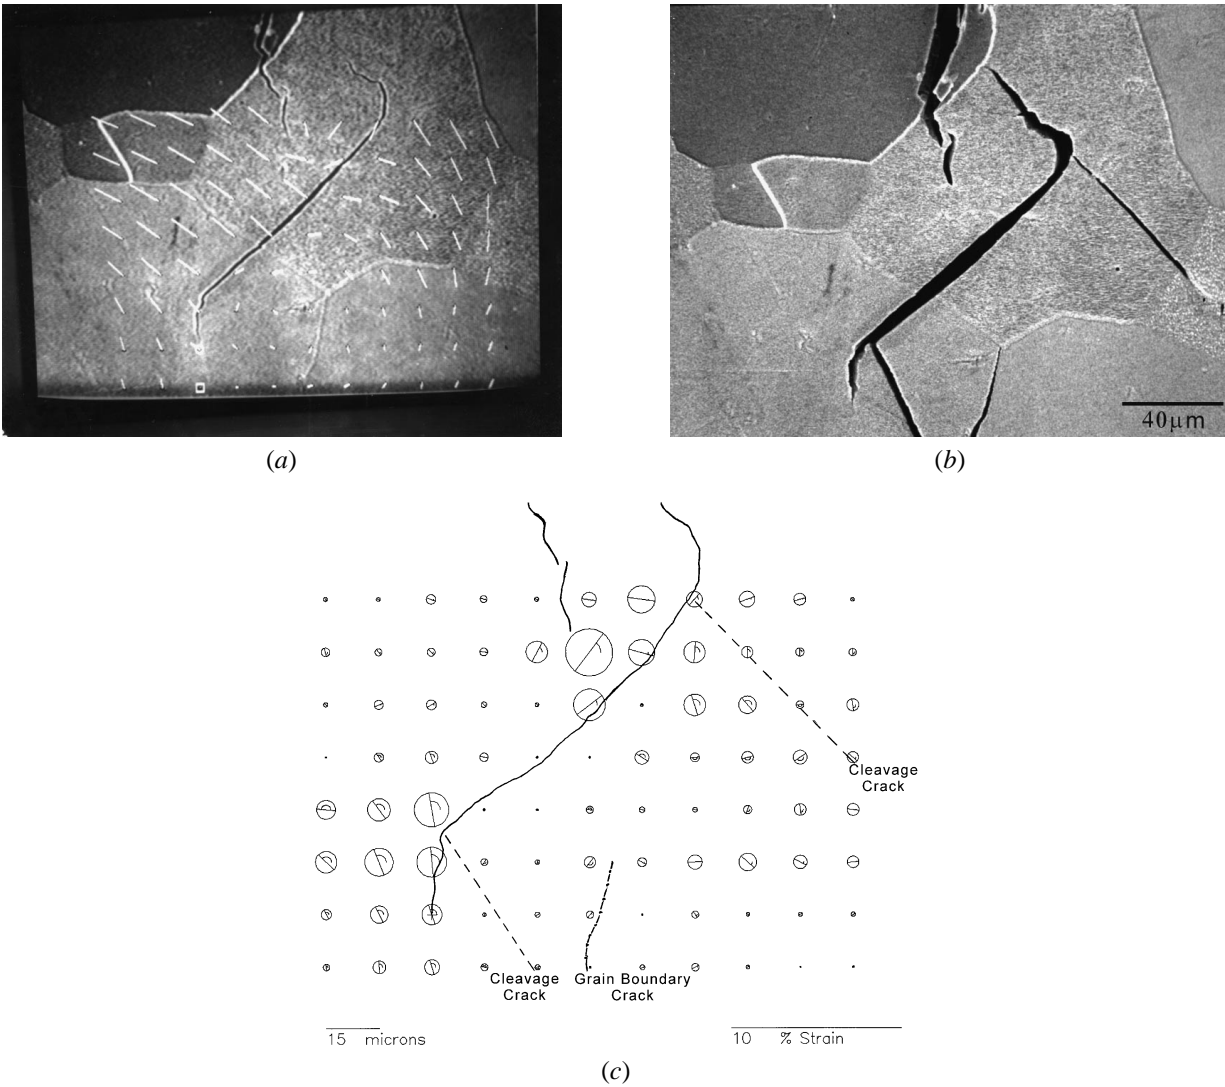 40μm
(a)
(b)
Cleavage
Crack
Cleavage
Crack
Grain Boundary
Crack
15 microns
10 % Strain
(c)